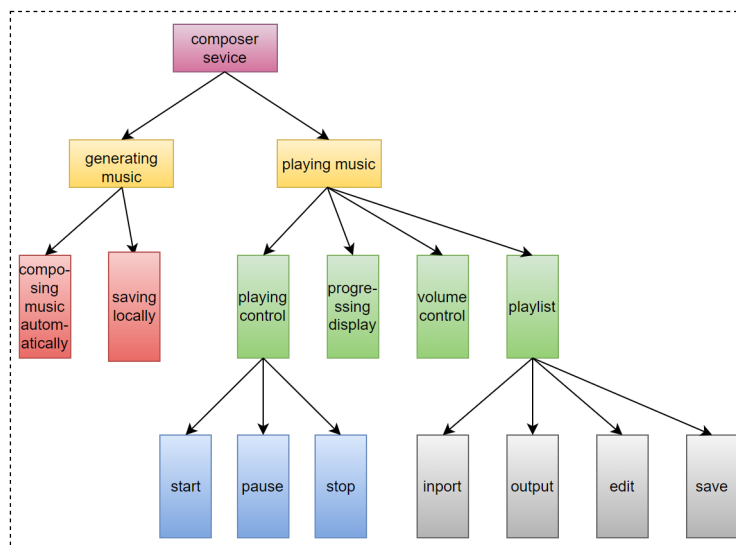 composer
sevice
generating
music
playing music
compo-
sing
music
autom-
atically
saving
locally
playing
control
progre-
ssing
display
volume
control
playlist
start
pause
stop
inport
output
edit
save